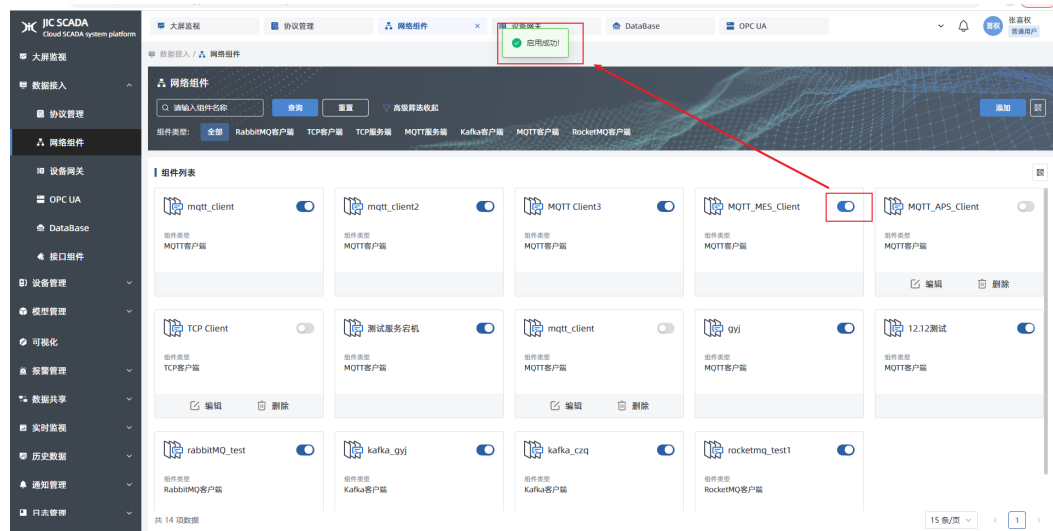 JIC SCADA
Cloud SCADA system platform
大屏监视
协议管理
网络组件
设备网关
DataBase
OPC UA
张喜权
喜权
普通用户
启用成功!
大屏监视
数据接入
协议管理
网络组件
设备网关
OPC UA
DataBase
接口组件
设备管理
模型管理
可视化
报警管理
数据共享
实时监视
历史数据
通知管理
日志管理
数据接入 / 网络组件
网络组件
请输入组件名称
查询
重置
高级筛选收起
添加
组件类型: 全部 RabbitMQ客户端 TCP客户端 TCP服务端 MQTT服务端 Kafka客户端 MQTT客户端 RocketMQ客户端
组件列表
mqtt_client
组件类型
MQTT客户端
mqtt_client2
组件类型
MQTT客户端
MQTT Client3
组件类型
MQTT客户端
MQTT_MES_Client
组件类型
MQTT客户端
MQTT_APS_Client
组件类型
MQTT客户端
编辑 删除
TCP Client
组件类型
TCP客户端
编辑 删除
测试服务宕机
组件类型
MQTT客户端
mqtt_client
组件类型
MQTT客户端
编辑 删除
gyj
组件类型
MQTT客户端
12.12测试
组件类型
MQTT客户端
rabbitMQ_test
组件类型
RabbitMQ客户端
kafka_gyj
组件类型
Kafka客户端
kafka_czq
组件类型
Kafka客户端
rocketmq_test1
组件类型
RocketMQ客户端
共 14 项数据
15 条/页
1